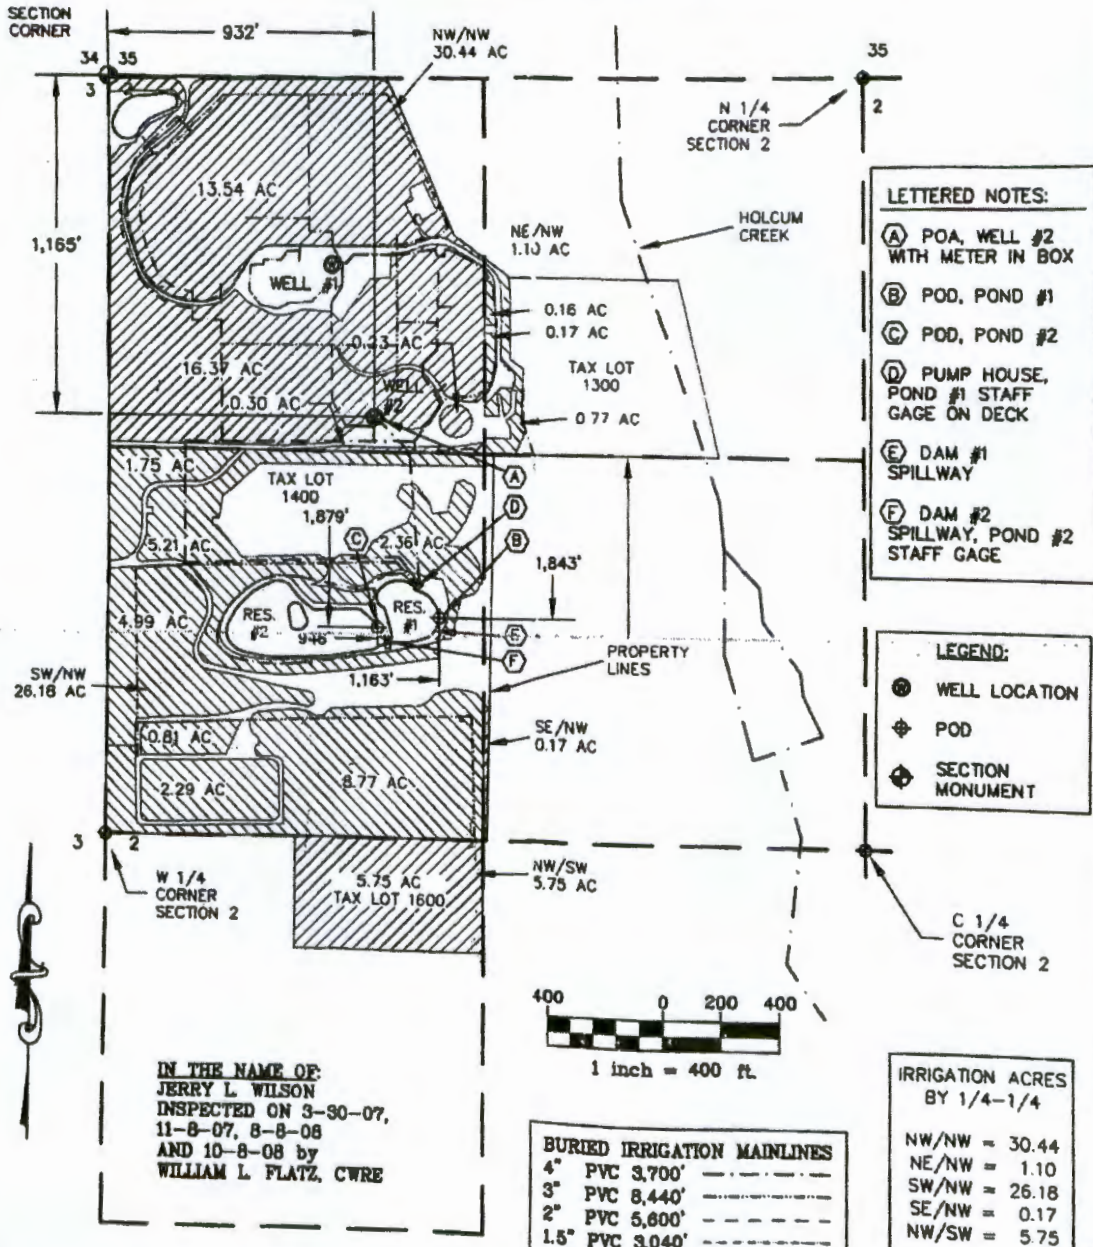 SECTION
CORNER
932'
NW/NW
30.44 AC
34
35
3
35
2
N 1/4
CORNER
SECTION 2
1,165'
13.54 AC
NE/NW
1.10 AC
HOLCUM
CREEK
WELL
#1
0.16 AC
0.17 AC
0.23 AC
TAX LOT
1300
16.37 AC
WELL
#2
0.30 AC
0.77 AC
1.75 AC
TAX LOT
1400
1,879'
A
D
B
C
2.36 AC
5.21 AC
1,843'
4.99 AC
RES.
#2
RES.
#1
E
F
1,163'
PROPERTY
LINES
SW/NW
26.18 AC
SE/NW
0.17 AC
0.81 AC
2.29 AC
8.77 AC
3
2
W 1/4
CORNER
SECTION 2
5.75 AC
TAX LOT 1600
NW/SW
5.75 AC
C 1/4
CORNER
SECTION 2
LETTERED NOTES:
A POA, WELL #2
WITH METER IN BOX
B POD, POND #1
C POD, POND #2
D PUMP HOUSE,
POND #1 STAFF
GAGE ON DECK
E DAM #1
SPILLWAY
F DAM #2
SPILLWAY, POND #2
STAFF GAGE
LEGEND:
WELL LOCATION
POD
SECTION
MONUMENT
400 0 200 400
1 inch = 400 ft.
IN THE NAME OF:
JERRY L. WILSON
INSPECTED ON 3-30-07,
11-8-07, 8-8-08
AND 10-8-08 by
WILLIAM L. FLATZ, CWRE
BURIED IRRIGATION MAINLINES
4" PVC 3,700'
3" PVC 8,440'
2" PVC 5,600'
1.5" PVC 3,040'
IRRIGATION ACRES
BY 1/4-1/4
NW/NW = 30.44
NE/NW = 1.10
SW/NW = 26.18
SE/NW = 0.17
NW/SW = 5.75